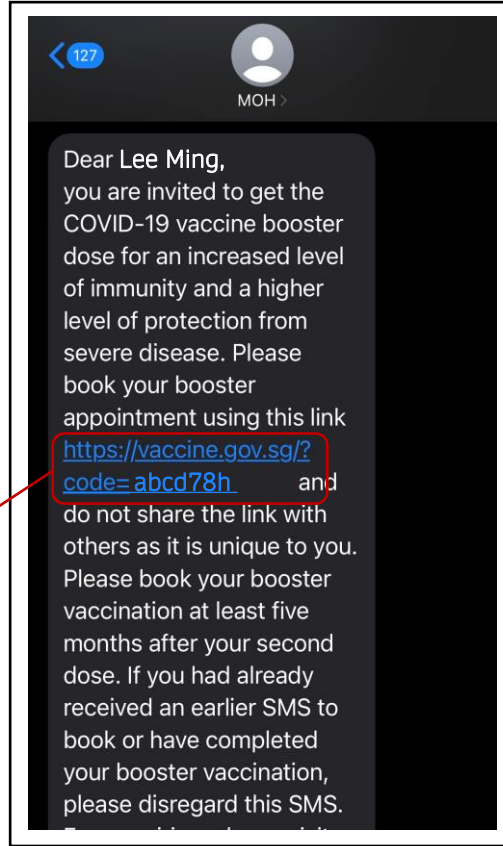 127
MOH >
Dear Lee Ming,
you are invited to get the
COVID-19 vaccine booster
dose for an increased level
of immunity and a higher
level of protection from
severe disease. Please
book your booster
appointment using this link
https://vaccine.gov.sg/?
code=abcd78h and
do not share the link with
others as it is unique to you.
Please book your booster
vaccination at least five
months after your second
dose. If you had already
received an earlier SMS to
book or have completed
your booster vaccination,
please disregard this SMS.